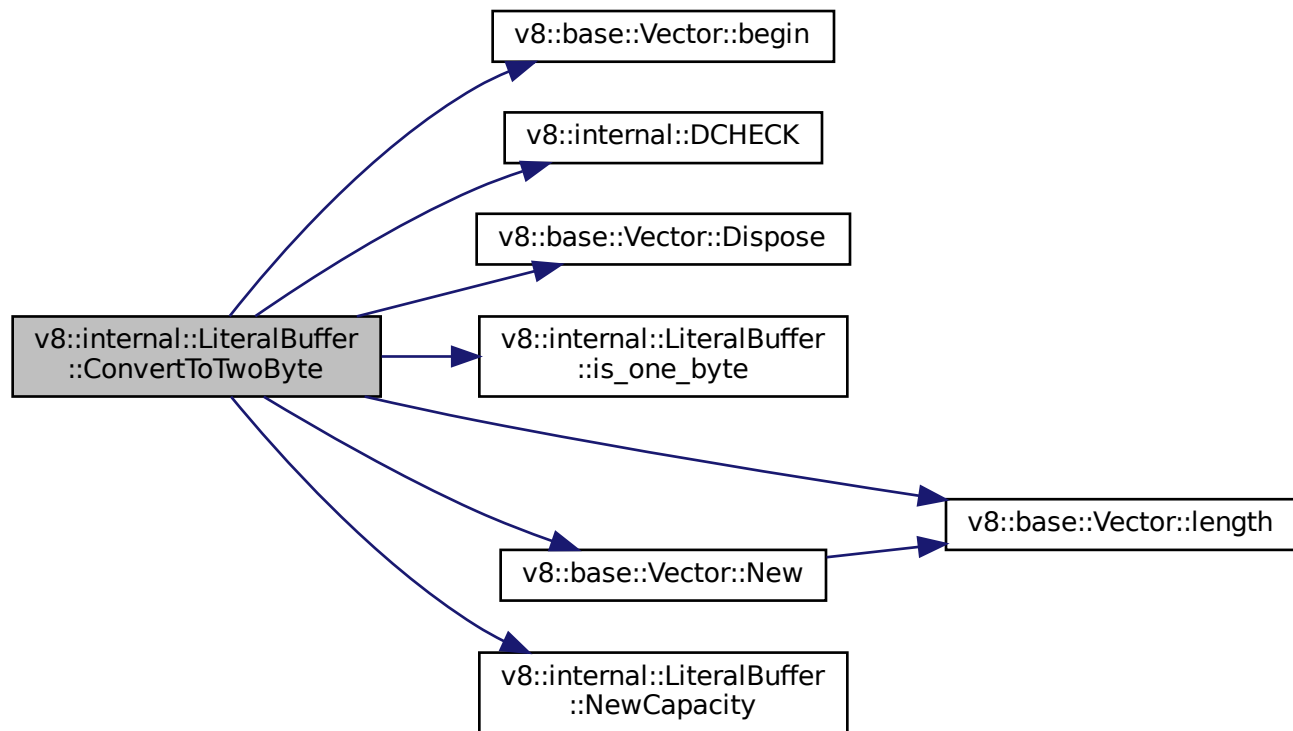 v8::base::Vector::begin
v8::internal::DCHECK
v8::base::Vector::Dispose
v8::internal::LiteralBuffer
::ConvertToTwoByte
v8::internal::LiteralBuffer
::is_one_byte
v8::base::Vector::length
v8::base::Vector::New
v8::internal::LiteralBuffer
::NewCapacity